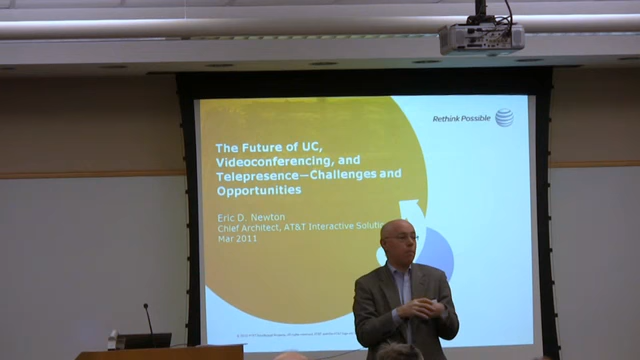 Rethink Possible
The Future of UC,
Videoconferencing, and
Telepresence—Challenges and
Opportunities
Eric D. Newton
Chief Architect, AT&T Interactive Solutio
Mar 2011